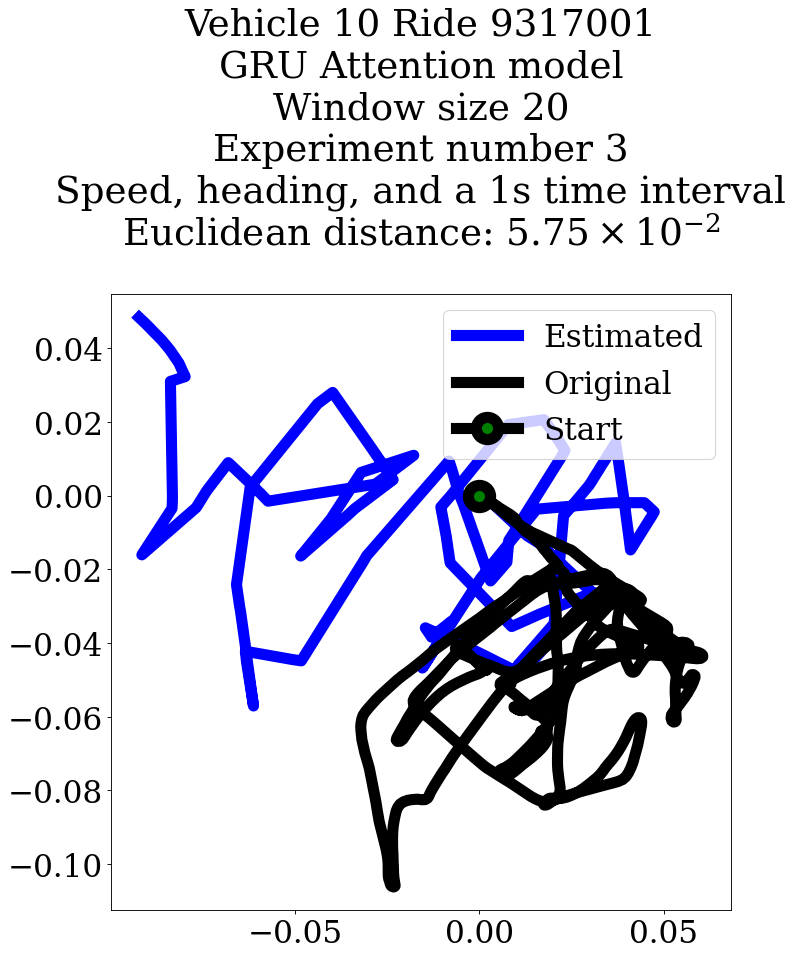 Vehicle 10 Ride 9317001
GRU Attention model
Window size 20
Experiment number 3
Speed, heading, and a 1s time interval
Euclidean distance: 5.75 × 10⁻²
Estimated
Original
Start
0.04
0.02
0.00
−0.02
−0.04
−0.06
−0.08
−0.10
−0.05
0.00
0.05